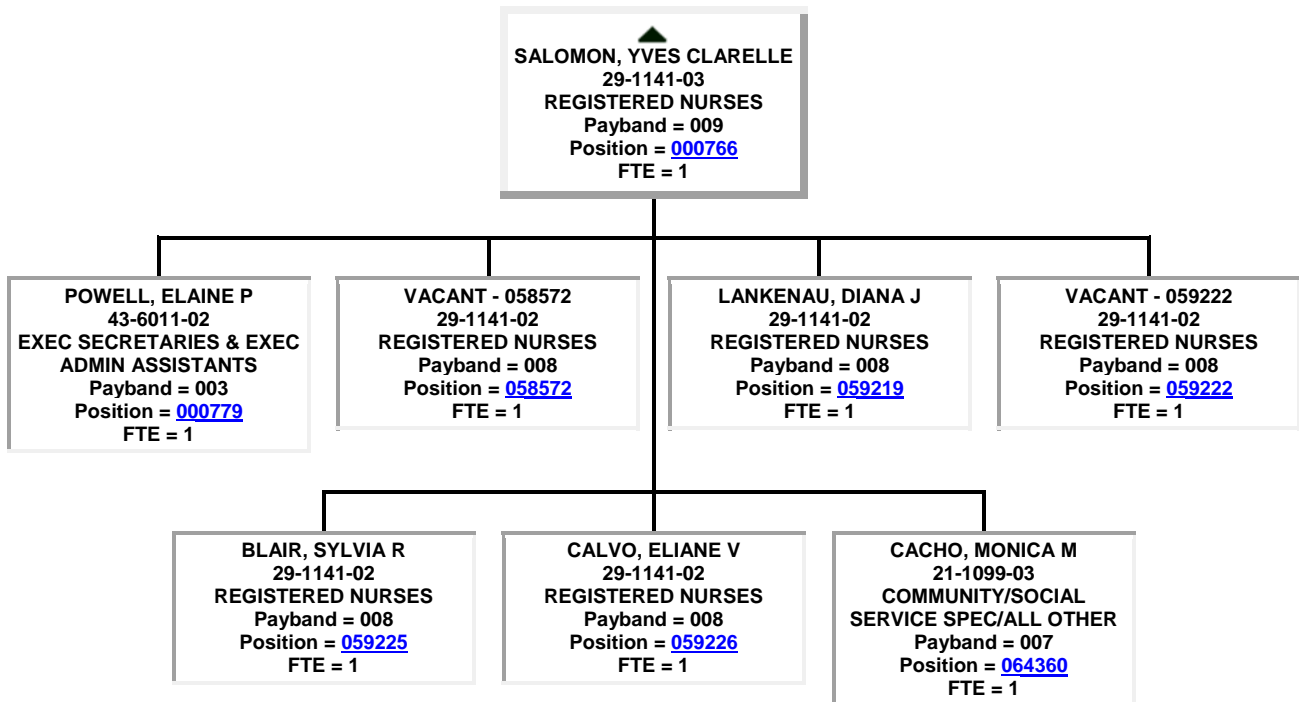 SALOMON, YVES CLARELLE
29-1141-03
REGISTERED NURSES
Payband = 009
Position = 000766
FTE = 1
POWELL, ELAINE P
43-6011-02
EXEC SECRETARIES & EXEC
ADMIN ASSISTANTS
Payband = 003
Position = 000779
FTE = 1
VACANT - 058572
29-1141-02
REGISTERED NURSES
Payband = 008
Position = 058572
FTE = 1
LANKENAU, DIANA J
29-1141-02
REGISTERED NURSES
Payband = 008
Position = 059219
FTE = 1
VACANT - 059222
29-1141-02
REGISTERED NURSES
Payband = 008
Position = 059222
FTE = 1
BLAIR, SYLVIA R
29-1141-02
REGISTERED NURSES
Payband = 008
Position = 059225
FTE = 1
CALVO, ELIANE V
29-1141-02
REGISTERED NURSES
Payband = 008
Position = 059226
FTE = 1
CACHO, MONICA M
21-1099-03
COMMUNITY/SOCIAL
SERVICE SPEC/ALL OTHER
Payband = 007
Position = 064360
FTE = 1